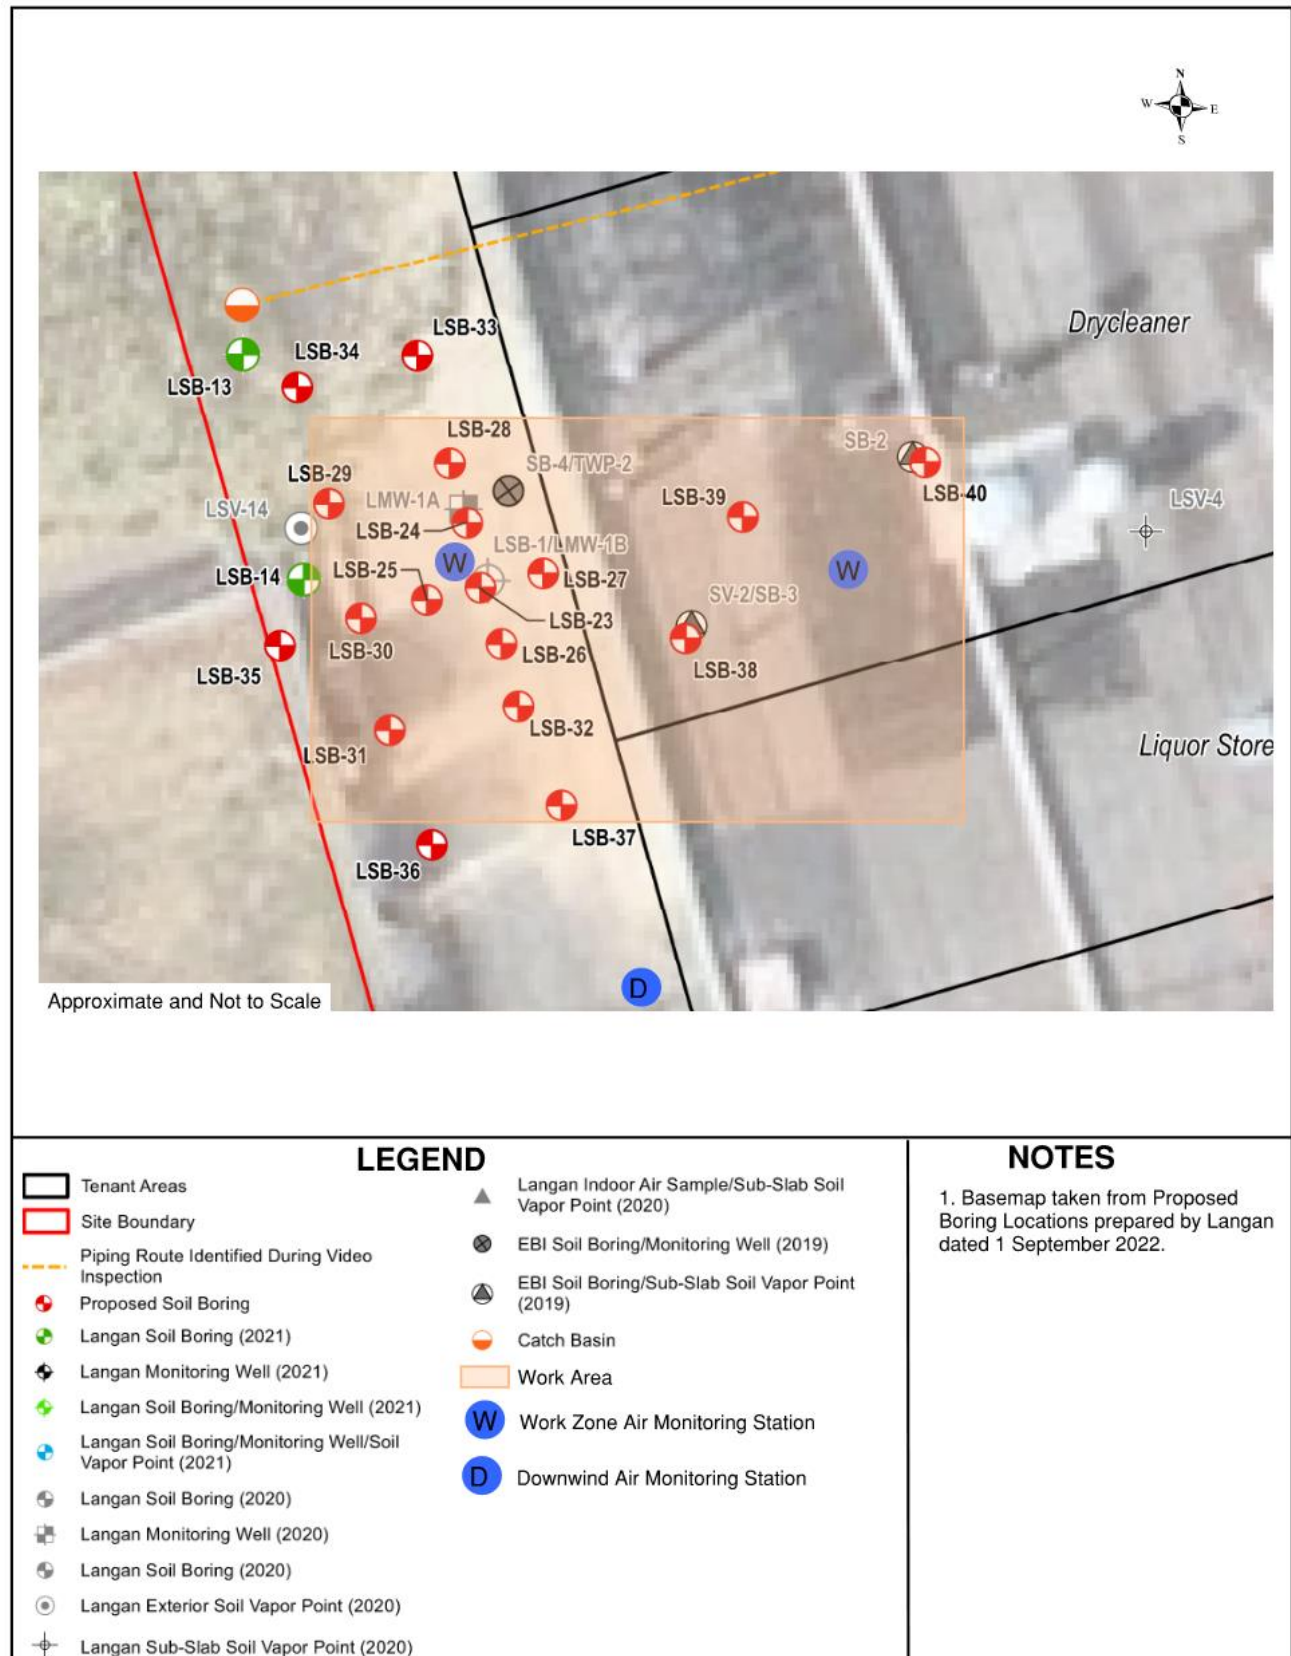 N
W
E
S
Drycleaner
LSB-33
LSB-34
LSB-13
LSB-28
SB-2
SB-4/TWP-2
LSB-29
LSB-40
LSB-39
LMW-1A
LSV-14
LSV-4
LSB-24
LSB-1/LMW-1B
W
W
LSB-25
LSB-14
LSB-27
SV-2/SB-3
LSB-23
LSB-30
LSB-26
LSB-38
LSB-35
LSB-32
Liquor Store
LSB-31
LSB-37
LSB-36
D
Approximate and Not to Scale
LEGEND
Tenant Areas
Site Boundary
Piping Route Identified During Video
Inspection
Proposed Soil Boring
Langan Soil Boring (2021)
Langan Monitoring Well (2021)
Langan Soil Boring/Monitoring Well (2021)
Langan Soil Boring/Monitoring Well/Soil
Vapor Point (2021)
Langan Soil Boring (2020)
Langan Monitoring Well (2020)
Langan Soil Boring (2020)
Langan Exterior Soil Vapor Point (2020)
Langan Sub-Slab Soil Vapor Point (2020)
Langan Indoor Air Sample/Sub-Slab Soil
Vapor Point (2020)
EBI Soil Boring/Monitoring Well (2019)
EBI Soil Boring/Sub-Slab Soil Vapor Point
(2019)
Catch Basin
Work Area
W Work Zone Air Monitoring Station
D Downwind Air Monitoring Station
NOTES
1. Basemap taken from Proposed
Boring Locations prepared by Langan
dated 1 September 2022.